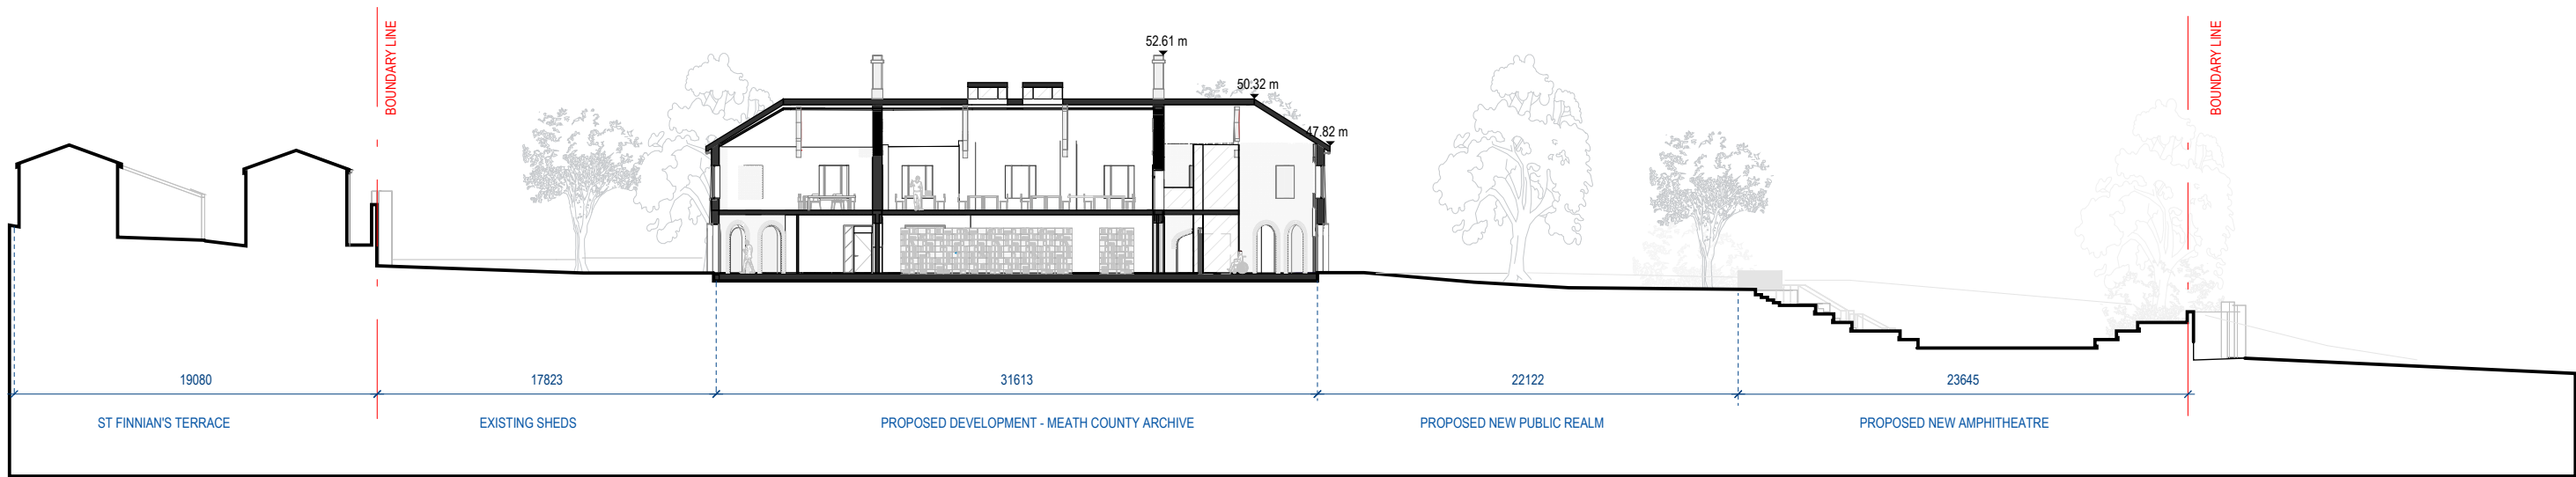 BOUNDARY LINE
52.61 m
50.32 m
47.82 m
BOUNDARY LINE
19080
17823
31613
22122
23645
ST FINNIAN'S TERRACE
EXISTING SHEDS
PROPOSED DEVELOPMENT - MEATH COUNTY ARCHIVE
PROPOSED NEW PUBLIC REALM
PROPOSED NEW AMPHITHEATRE